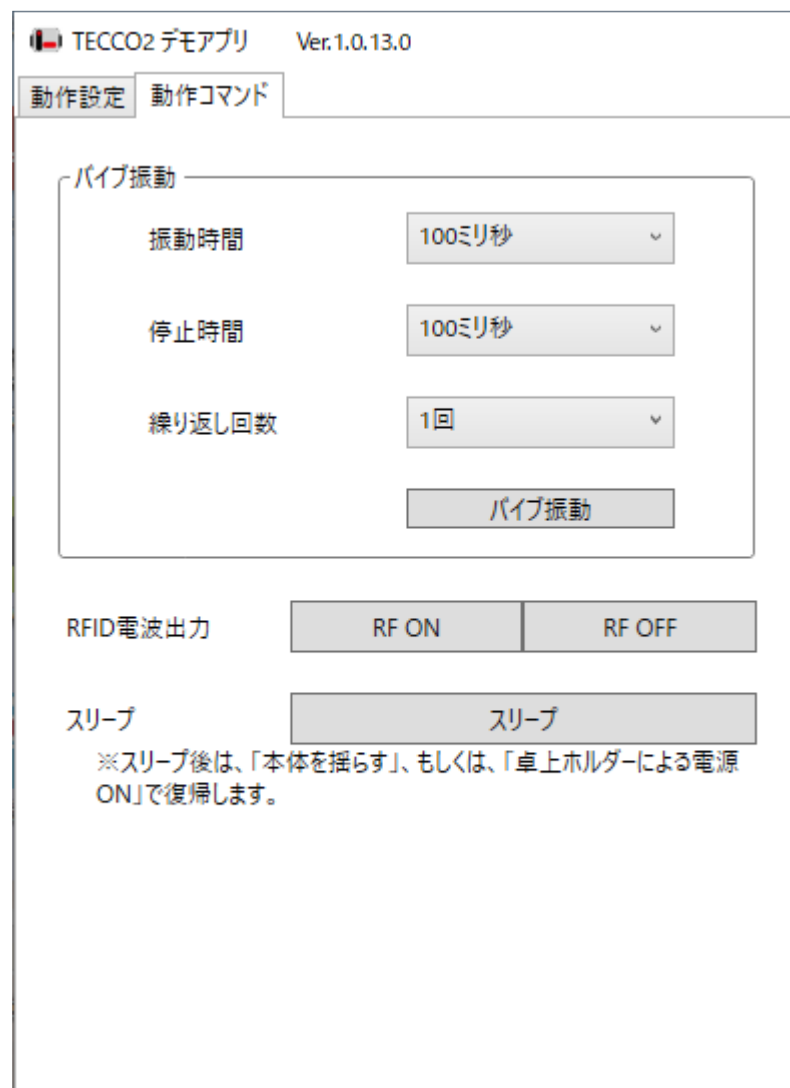 TECCO2 デモアプリ Ver.1.0.13.0
動作設定 動作コマンド
バイブ振動
振動時間 100ミリ秒
停止時間 100ミリ秒
繰り返し回数 1回
バイブ振動
RFID電波出力 RF ON RF OFF
スリープ スリープ
※スリープ後は、「本体を揺らす」、もしくは、「卓上ホルダーによる電源
ON」で復帰します。